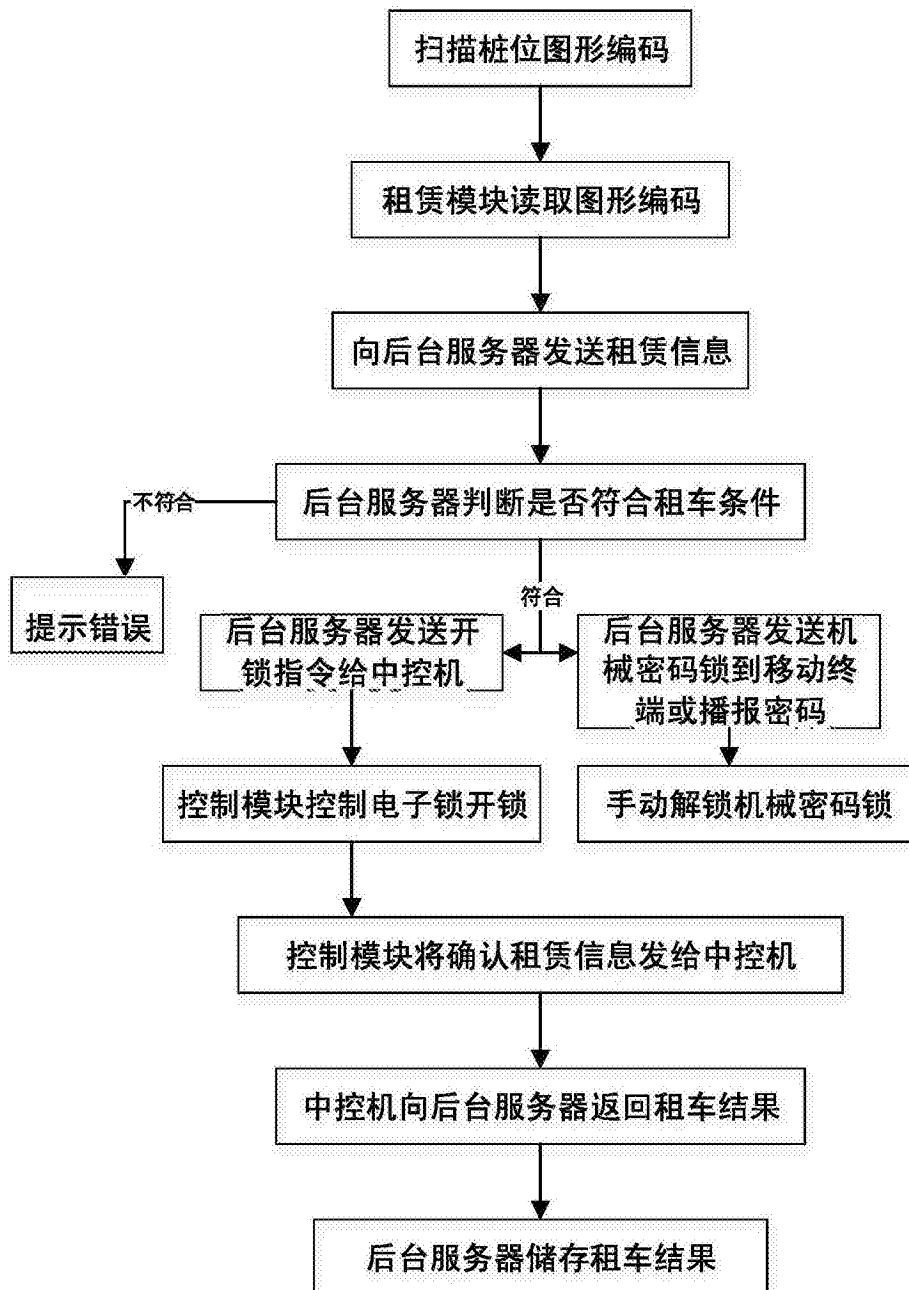 扫描桩位图形编码
租赁模块读取图形编码
向后台服务器发送租赁信息
后台服务器判断是否符合租车条件
不符合
提示错误
符合
后台服务器发送开
锁指令给中控机
后台服务器发送机
械密码锁到移动终
端或播报密码
控制模块控制电子锁开锁
手动解锁机械密码锁
控制模块将确认租赁信息发给中控机
中控机向后台服务器返回租车结果
后台服务器储存租车结果